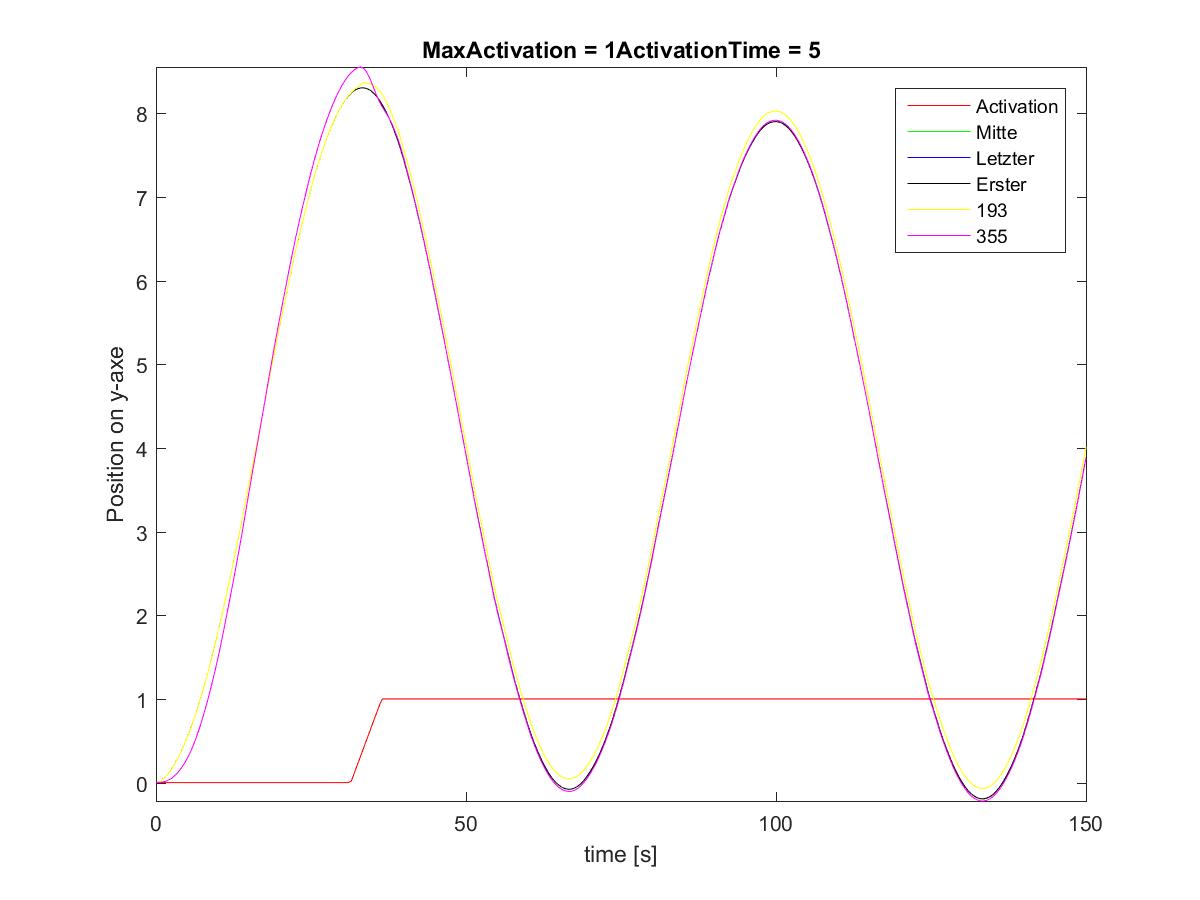 MaxActivation = 1ActivationTime = 5
8
7
6
5
4
3
2
1
0
Position on y-axe
Activation
Mitte
Letzter
Erster
193
355
0
50
100
150
time [s]